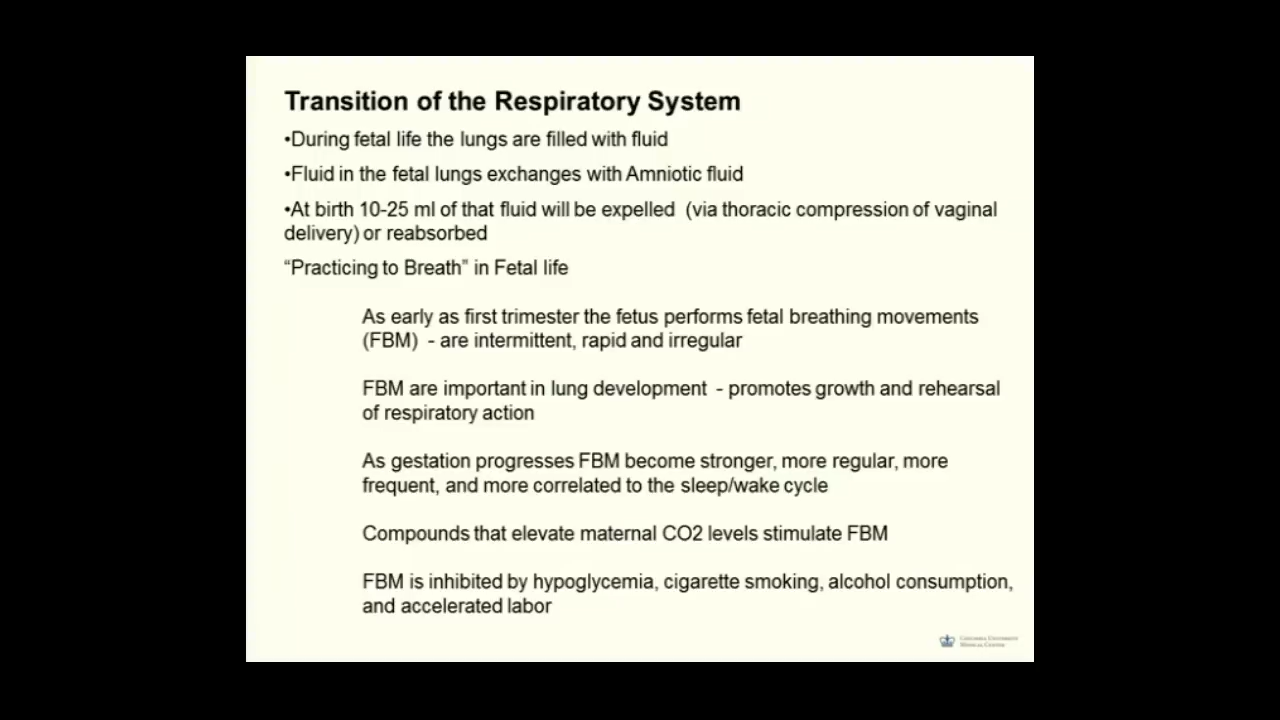 Transition of the Respiratory System
•During fetal life the lungs are filled with fluid
•Fluid in the fetal lungs exchanges with Amniotic fluid
•At birth 10-25 ml of that fluid will be expelled (via thoracic compression of vaginal
delivery) or reabsorbed
“Practicing to Breath” in Fetal life
As early as first trimester the fetus performs fetal breathing movements
(FBM) - are intermittent, rapid and irregular
FBM are important in lung development - promotes growth and rehearsal
of respiratory action
As gestation progresses FBM become stronger, more regular, more
frequent, and more correlated to the sleep/wake cycle
Compounds that elevate maternal CO2 levels stimulate FBM
FBM is inhibited by hypoglycemia, cigarette smoking, alcohol consumption,
and accelerated labor
Columbia University
Medical Center